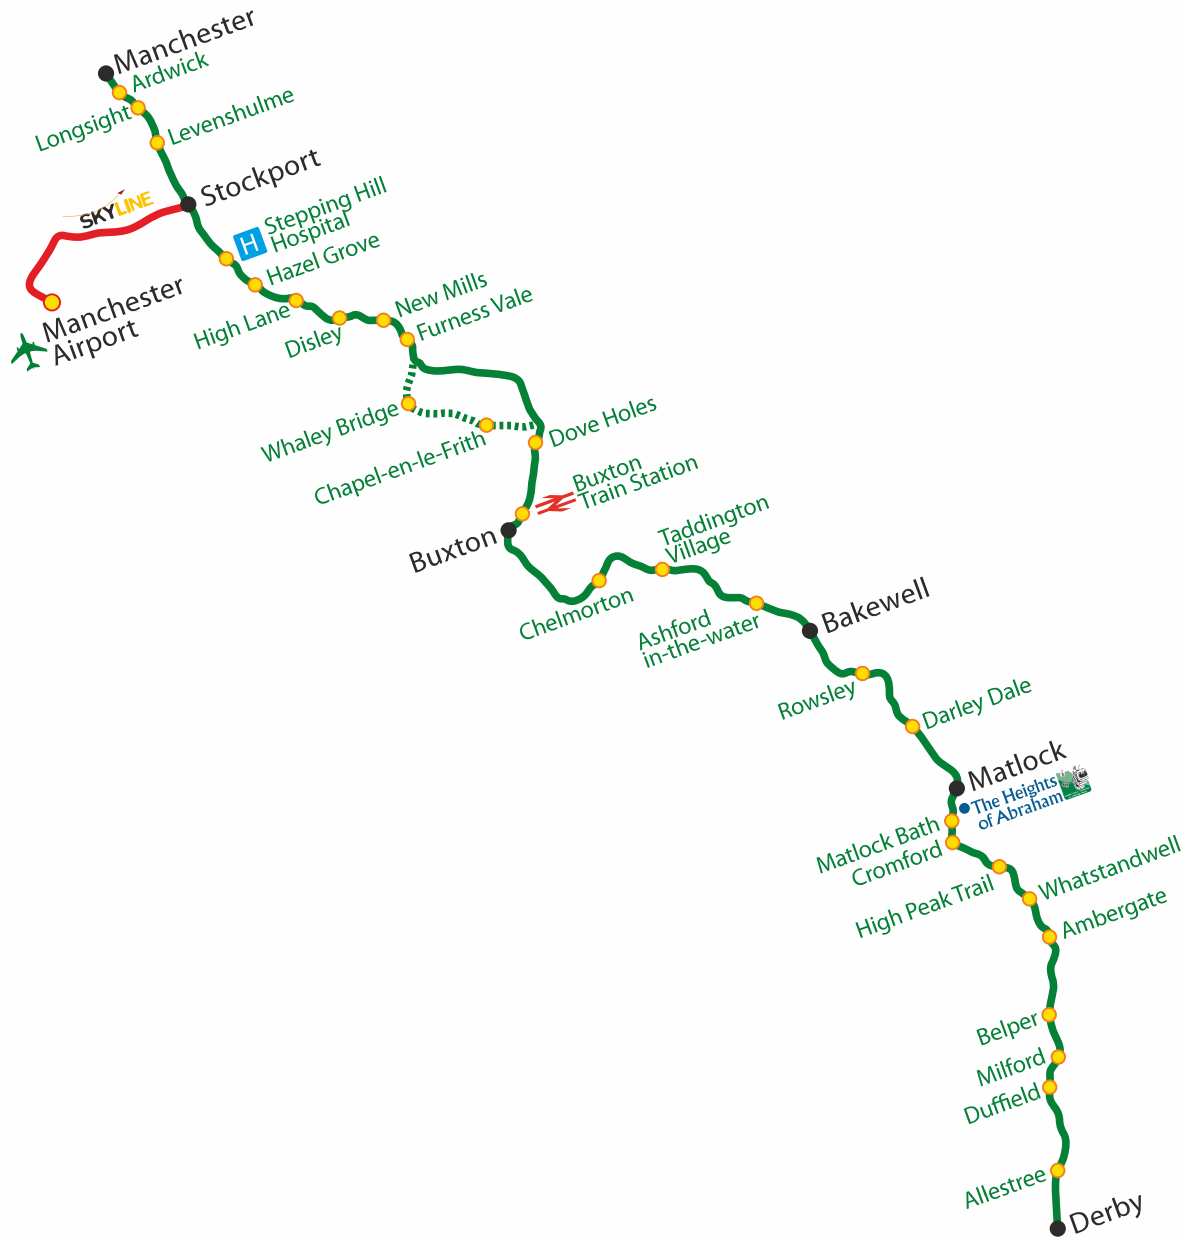 Manchester
Ardwick
Longsight
Levenshulme
Stockport
SKYLINE
H
Stepping Hill
Hospital
Hazel Grove
Manchester
Airport
High Lane
Disley
New Mills
Furness Vale
Whaley Bridge
Chapel-en-le-Frith
Dove Holes
Buxton
Train Station
Buxton
Taddington
Village
Chelmorton
Ashford
in-the-water
Bakewell
Rowsley
Darley Dale
Matlock
The Heights
of Abraham
Matlock Bath
Cromford
High Peak Trail
Whatstandwell
Ambergate
Belper
Milford
Duffield
Allestree
Derby